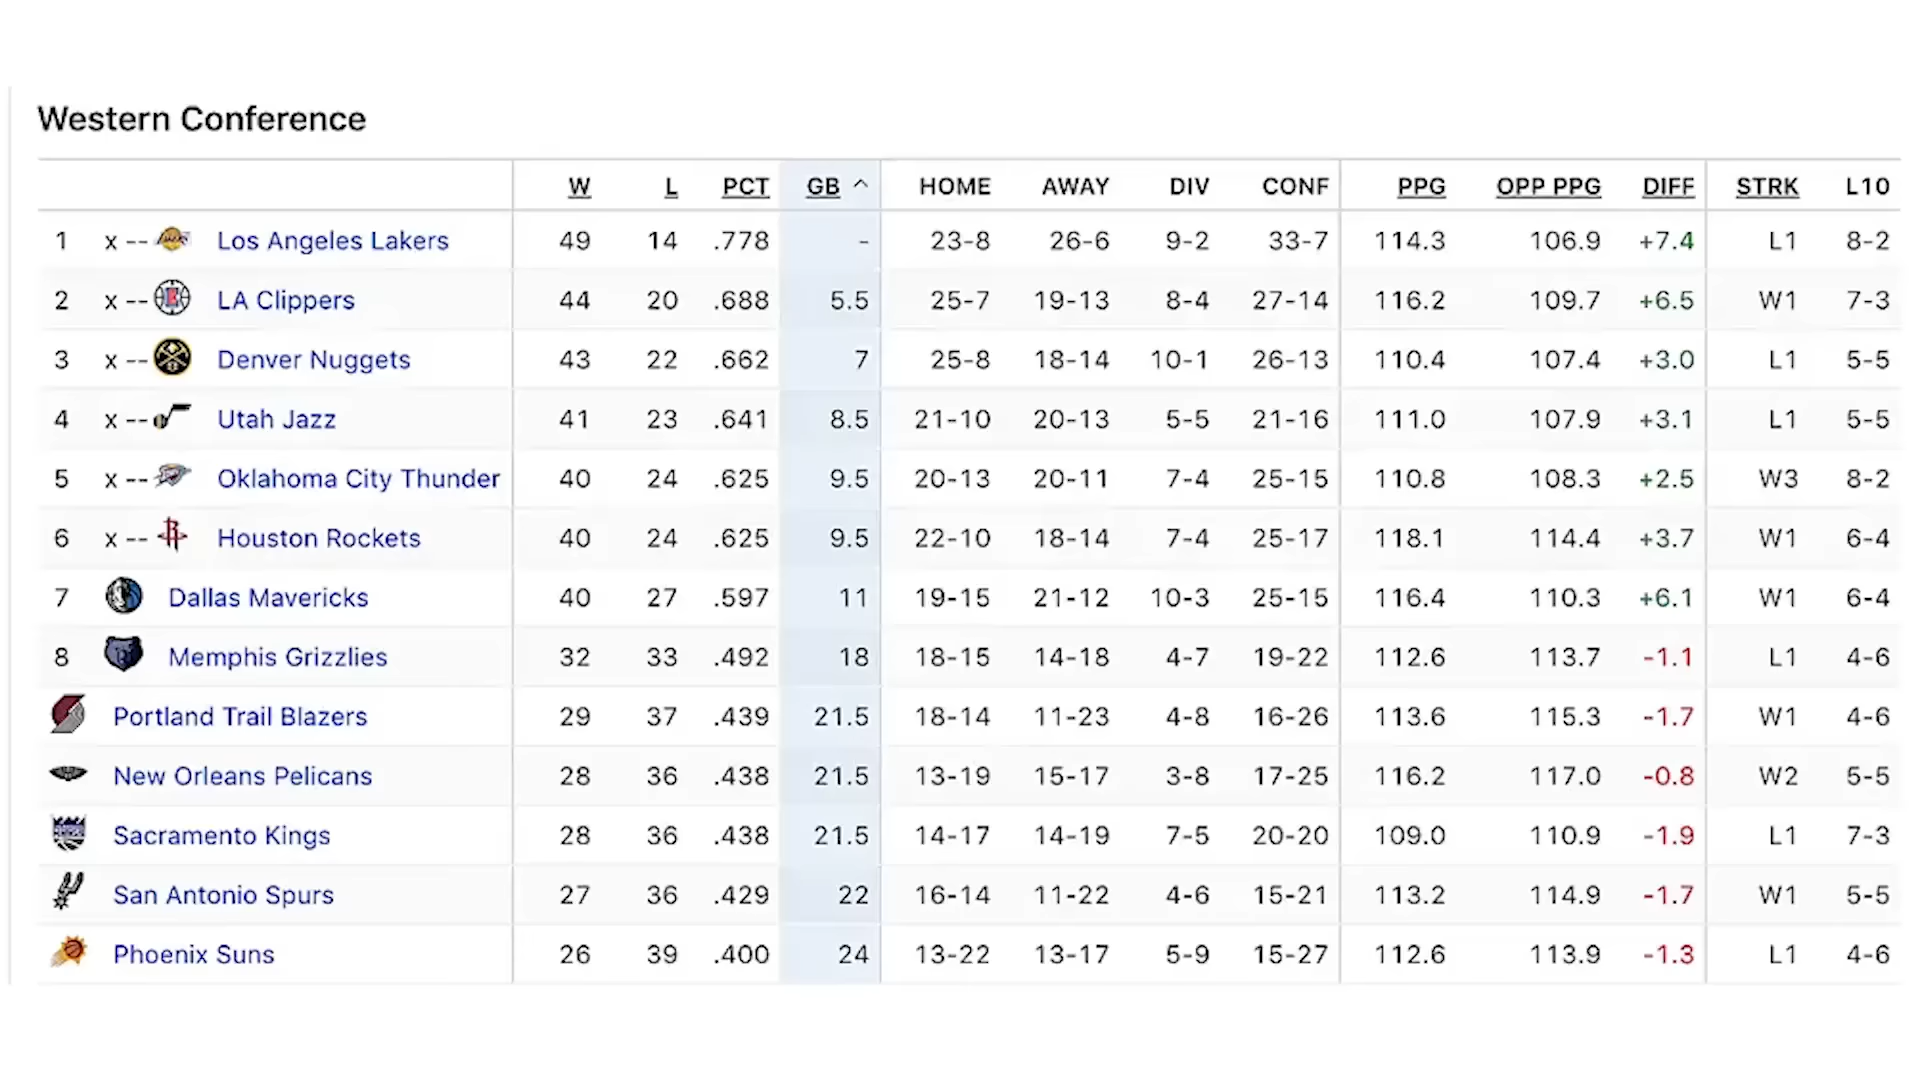 Western Conference
W L PCT GB ^ HOME AWAY DIV CONF PPG OPP PPG DIFF STRK L10
1 x -- Los Angeles Lakers 49 14 .778 - 23-8 26-6 9-2 33-7 114.3 106.9 +7.4 L1 8-2
2 x -- LA Clippers 44 20 .688 5.5 25-7 19-13 8-4 27-14 116.2 109.7 +6.5 W1 7-3
3 x -- Denver Nuggets 43 22 .662 7 25-8 18-14 10-1 26-13 110.4 107.4 +3.0 L1 5-5
4 x -- Utah Jazz 41 23 .641 8.5 21-10 20-13 5-5 21-16 111.0 107.9 +3.1 L1 5-5
5 x -- Oklahoma City Thunder 40 24 .625 9.5 20-13 20-11 7-4 25-15 110.8 108.3 +2.5 W3 8-2
6 x -- Houston Rockets 40 24 .625 9.5 22-10 18-14 7-4 25-17 118.1 114.4 +3.7 W1 6-4
7 Dallas Mavericks 40 27 .597 11 19-15 21-12 10-3 25-15 116.4 110.3 +6.1 W1 6-4
8 Memphis Grizzlies 32 33 .492 18 18-15 14-18 4-7 19-22 112.6 113.7 -1.1 L1 4-6
Portland Trail Blazers 29 37 .439 21.5 18-14 11-23 4-8 16-26 113.6 115.3 -1.7 W1 4-6
New Orleans Pelicans 28 36 .438 21.5 13-19 15-17 3-8 17-25 116.2 117.0 -0.8 W2 5-5
Sacramento Kings 28 36 .438 21.5 14-17 14-19 7-5 20-20 109.0 110.9 -1.9 L1 7-3
San Antonio Spurs 27 36 .429 22 16-14 11-22 4-6 15-21 113.2 114.9 -1.7 W1 5-5
Phoenix Suns 26 39 .400 24 13-22 13-17 5-9 15-27 112.6 113.9 -1.3 L1 4-6